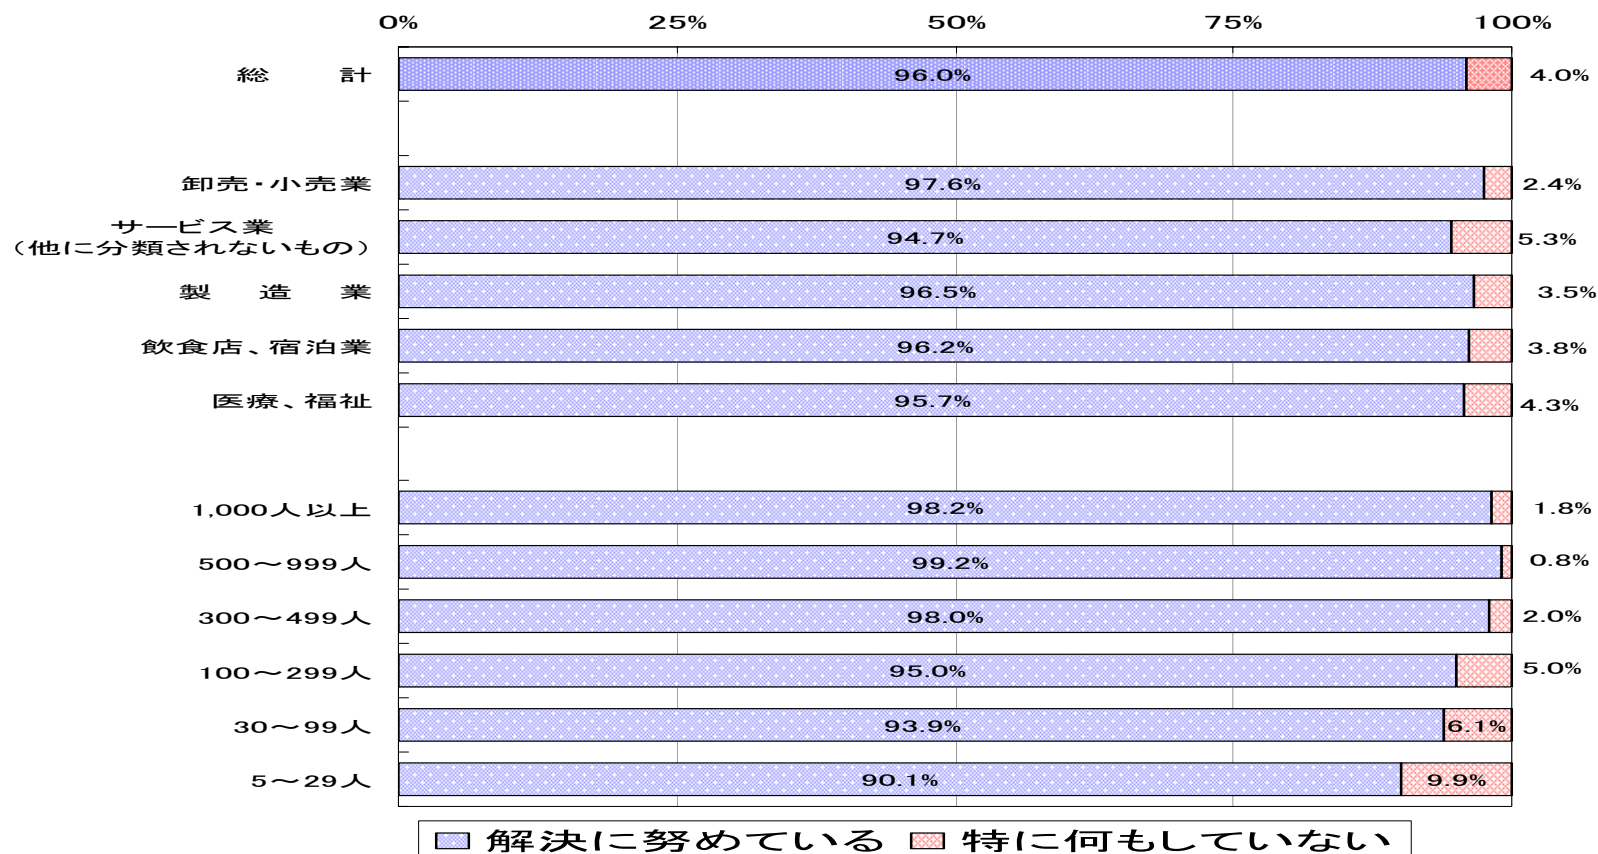 0% 25% 50% 75% 100%
総 計 96.0% 4.0%
卸売・小売業 97.6% 2.4%
サービス業
（他に分類されないもの） 94.7% 5.3%
製 造 業 96.5% 3.5%
飲食店、宿泊業 96.2% 3.8%
医療、福祉 95.7% 4.3%
1,000人以上 98.2% 1.8%
500～999人 99.2% 0.8%
300～499人 98.0% 2.0%
100～299人 95.0% 5.0%
30～99人 93.9% 6.1%
5～29人 90.1% 9.9%
解決に努めている 特に何もしていない